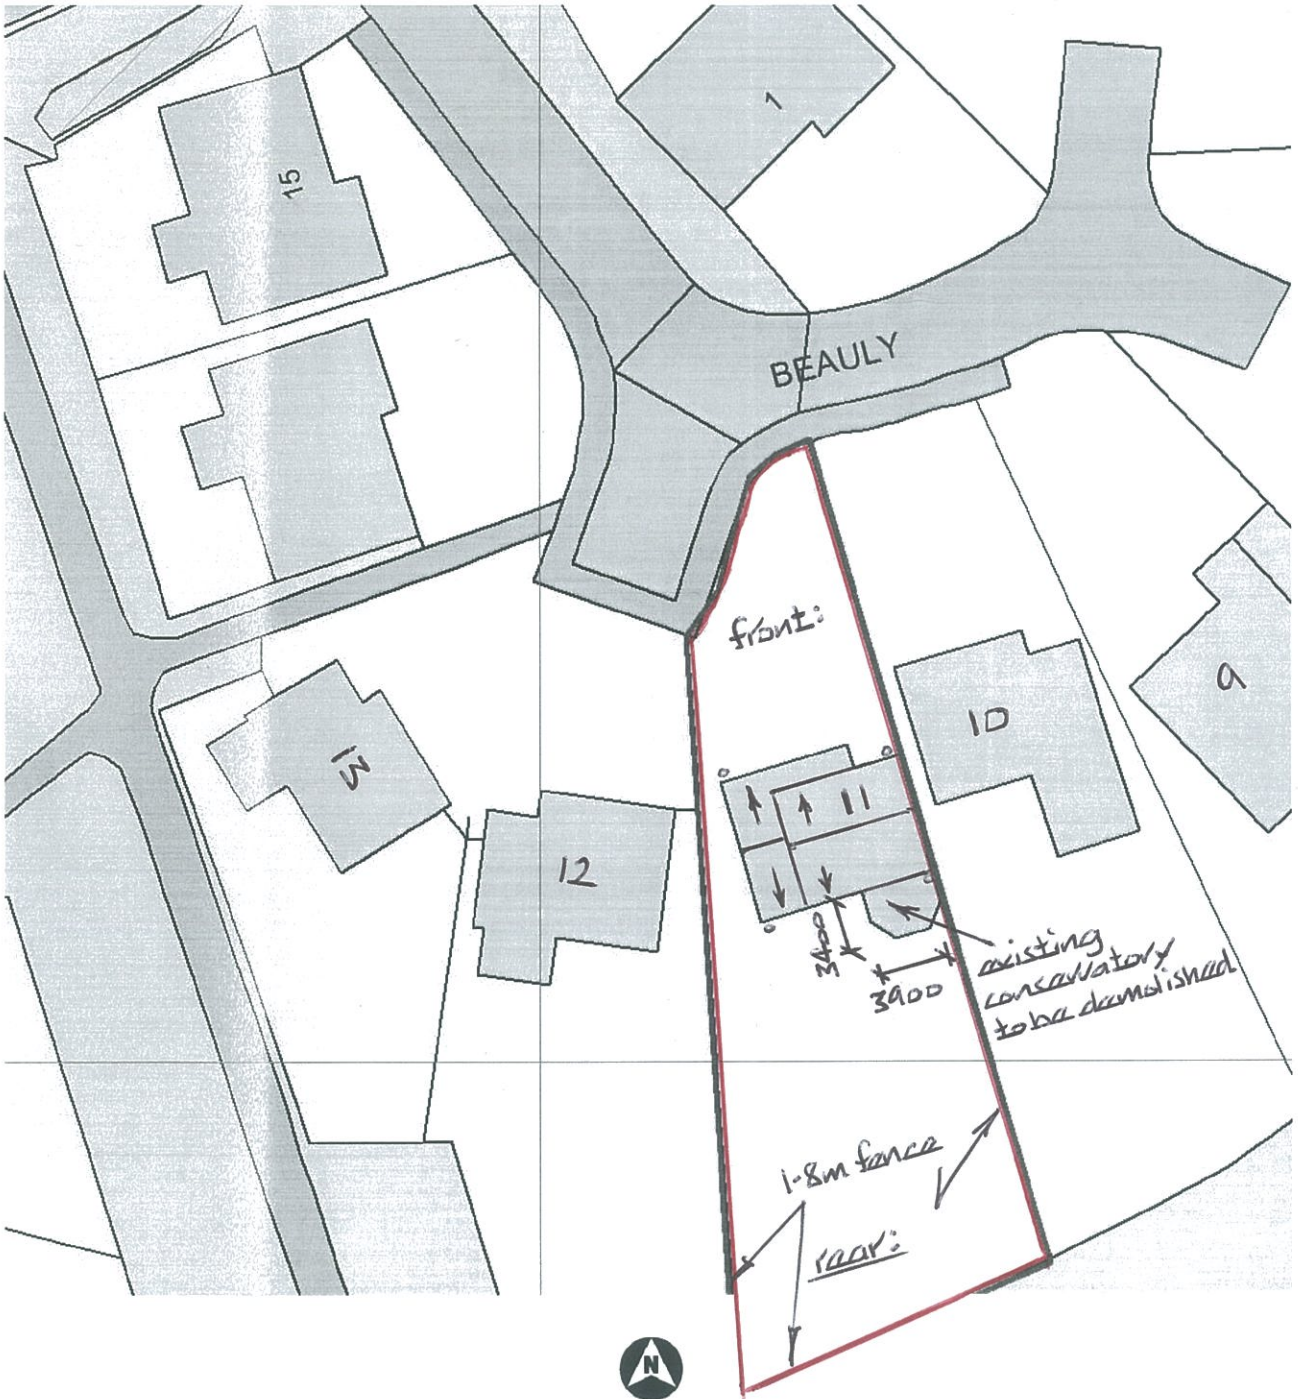 1
15
BEAULY
front:
9
10
13
11
12
3400
3900
existing
conservatory
to be demolished
1.8m fence
rear:
N